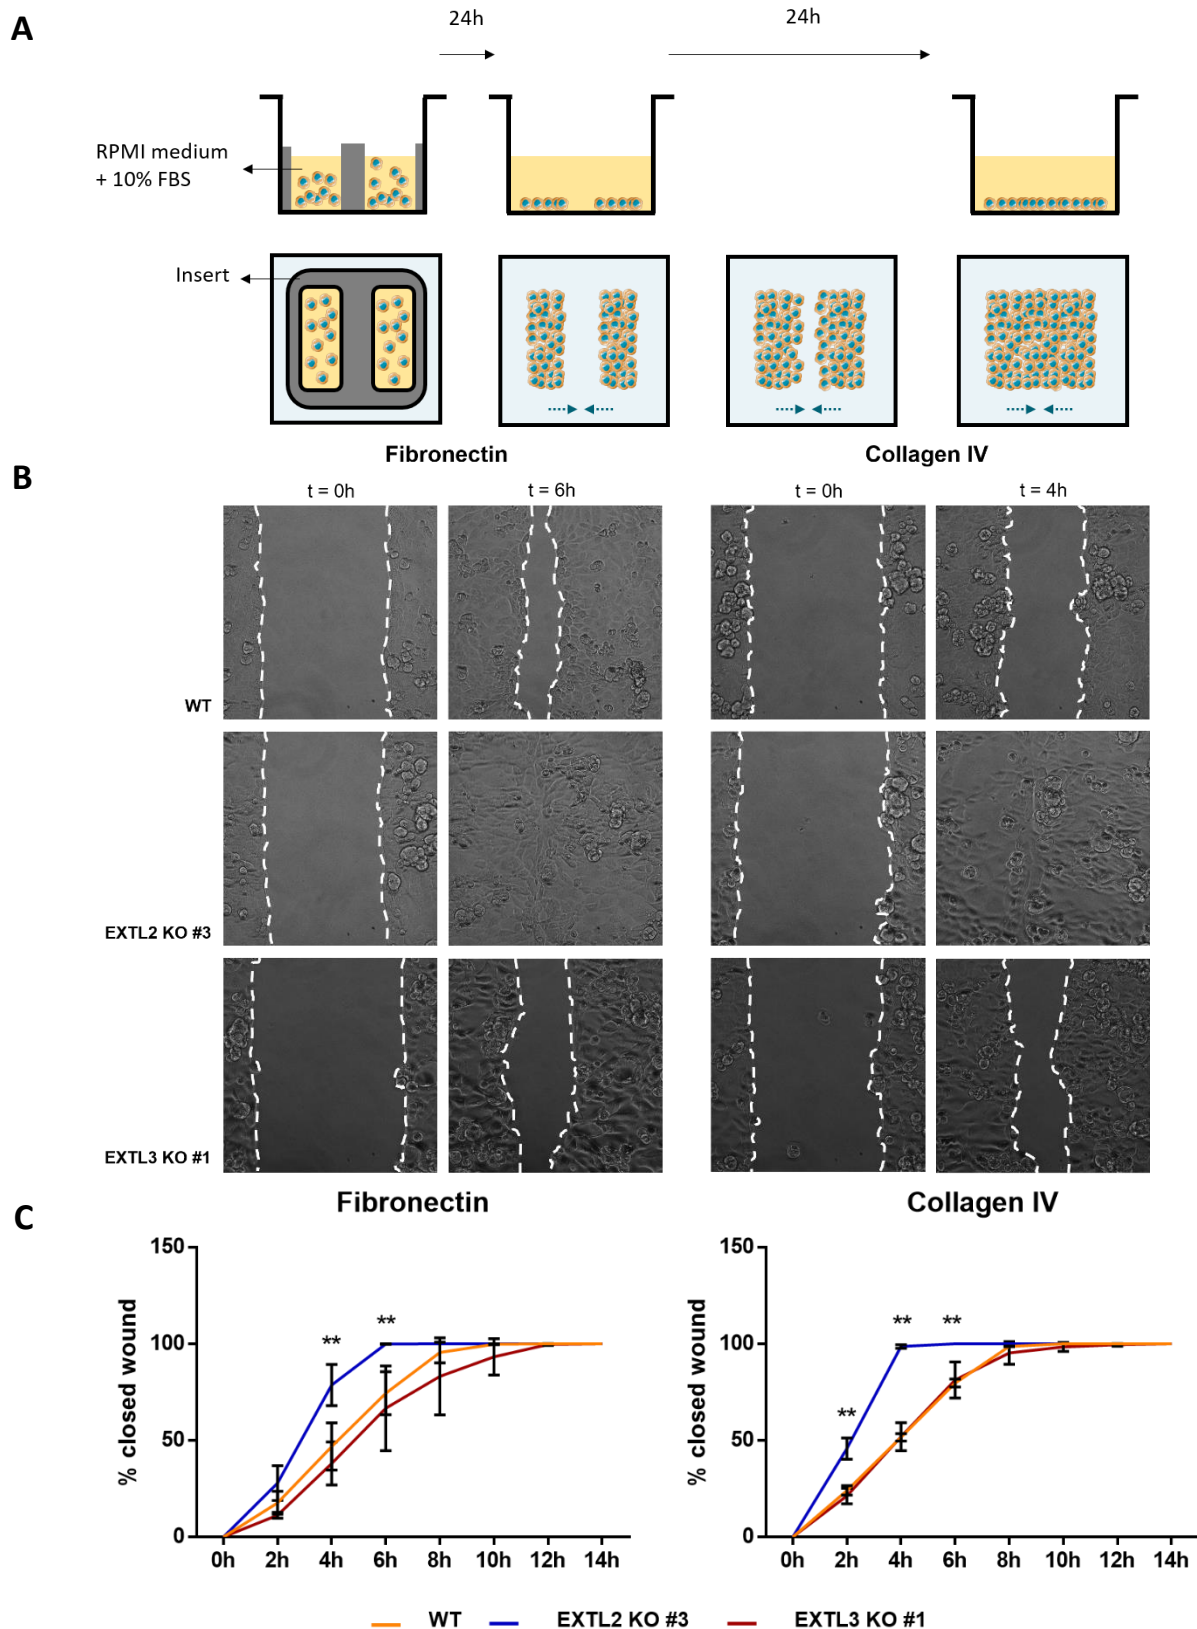 A
24h
24h
RPMI medium
+ 10% FBS
Insert
B
Fibronectin
Collagen IV
t = 0h
t = 6h
t = 0h
t = 4h
WT
EXTL2 KO #3
EXTL3 KO #1
C
Fibronectin
Collagen IV
% closed wound
150
100
50
0
0h 2h 4h 6h 8h 10h 12h 14h
** **
% closed wound
150
100
50
0
0h 2h 4h 6h 8h 10h 12h 14h
** ** **
WT EXTL2 KO #3 EXTL3 KO #1